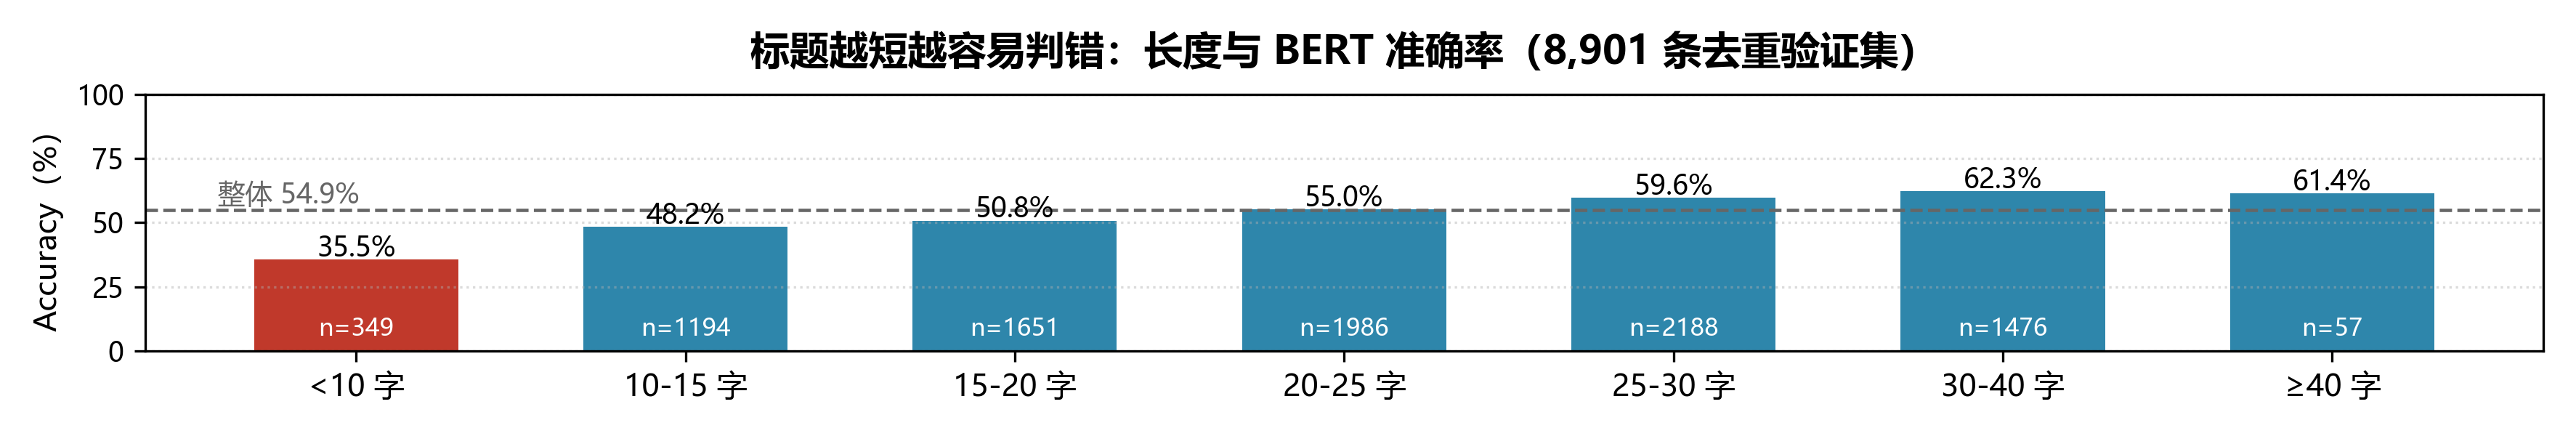 标题越短越容易判错：长度与 BERT 准确率（8,901 条去重验证集）
Accuracy（%）
100
75
50
25
0
整体 54.9%
35.5%
48.2%
50.8%
55.0%
59.6%
62.3%
61.4%
n=349
n=1194
n=1651
n=1986
n=2188
n=1476
n=57
<10 字
10-15 字
15-20 字
20-25 字
25-30 字
30-40 字
≥40 字